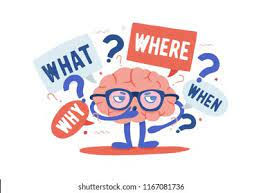 WHAT
?
WHERE
?
WHY
?
WHEN
?
shutterstock.com · 1167081736